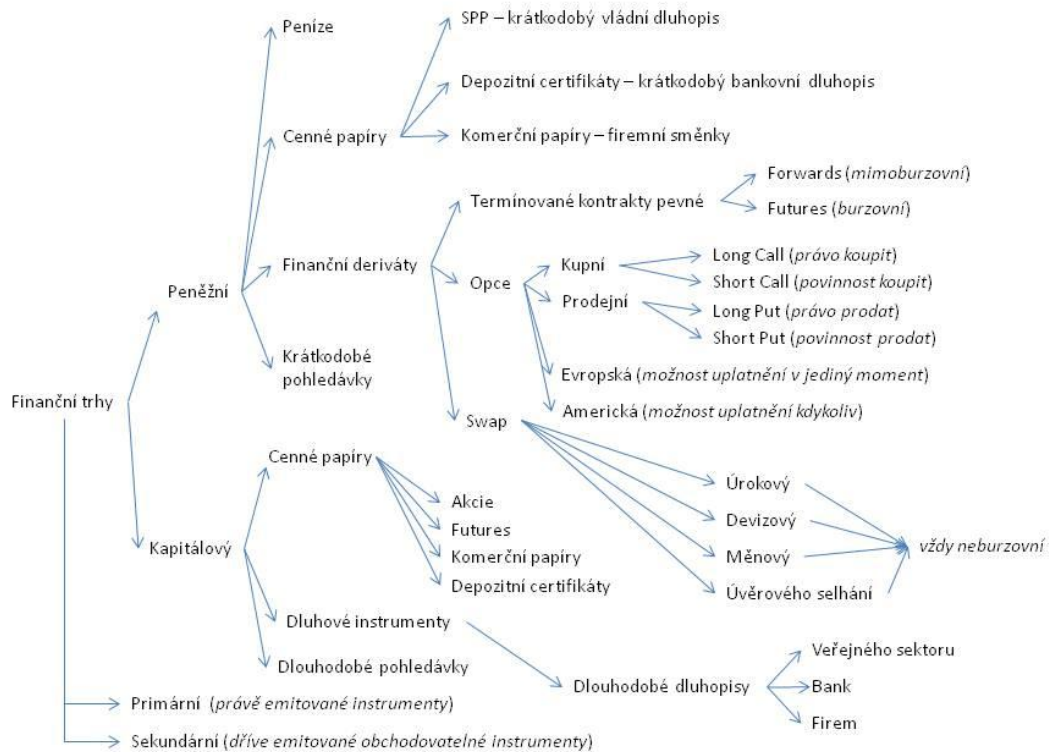 Peníze
SPP – krátkodobý vládní dluhopis
Depozitní certifikáty – krátkodobý bankovní dluhopis
Cenné papíry
Komerční papíry – firemní směnky
Forwards (mimoburzovní)
Termínované kontrakty pevné
Futures (burzovní)
Finanční deriváty
Long Call (právo koupit)
Kupní
Opce
Short Call (povinnost koupit)
Peněžní
Prodejní
Long Put (právo prodat)
Short Put (povinnost prodat)
Krátkodobé
pohledávky
Evropská (možnost uplatnění v jediný moment)
Finanční trhy
Americká (možnost uplatnění kdykoliv)
Swap
Cenné papíry
Úrokový
Akcie
Devizový
Futures
Kapitálový
vždy neburzovní
Komerční papíry
Měnový
Depozitní certifikáty
Úvěrového selhání
Dluhové instrumenty
Veřejného sektoru
Dlouhodobé pohledávky
Dlouhodobé dluhopisy
Bank
Primární (právě emitované instrumenty)
Firem
Sekundární (dříve emitované obchodovatelné instrumenty)